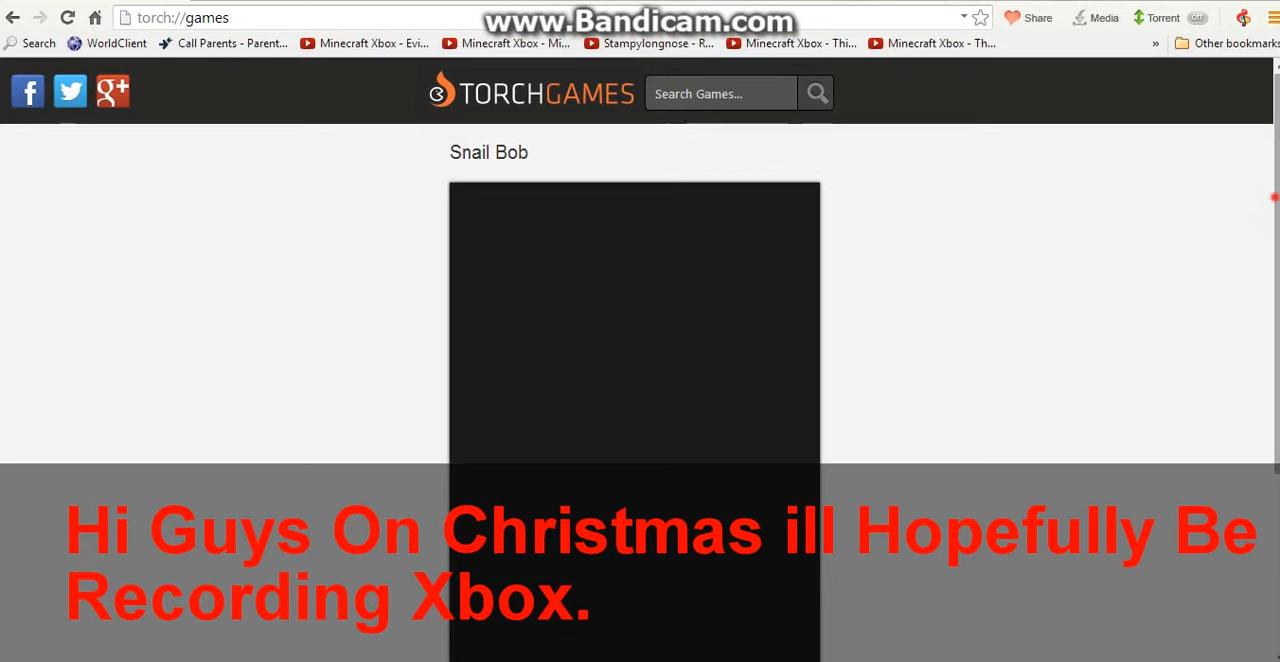 www.Bandicam.com
torch://games
Share
Media
Torrent
off
Search
WorldClient
Call Parents - Parent...
Minecraft Xbox - Evi...
Minecraft Xbox - Mi...
Stampylongnose - R...
Minecraft Xbox - Thi...
Minecraft Xbox - Th...
»
Other bookmarks
f
g+
TORCHGAMES
Search Games...
Snail Bob
Hi Guys On Christmas ill Hopefully Be
Recording Xbox.